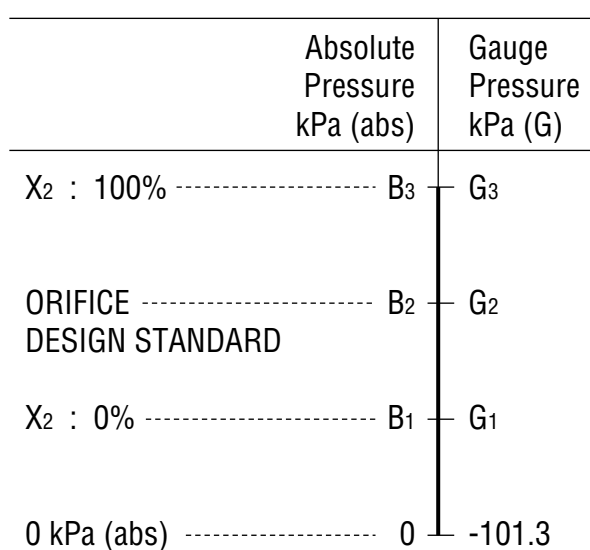 Absolute Pressure kPa (abs) Gauge Pressure kPa (G)
X2 : 100% B3 G3
ORIFICE B2 G2
DESIGN STANDARD
X2 : 0% B1 G1
0 kPa (abs) 0 -101.3